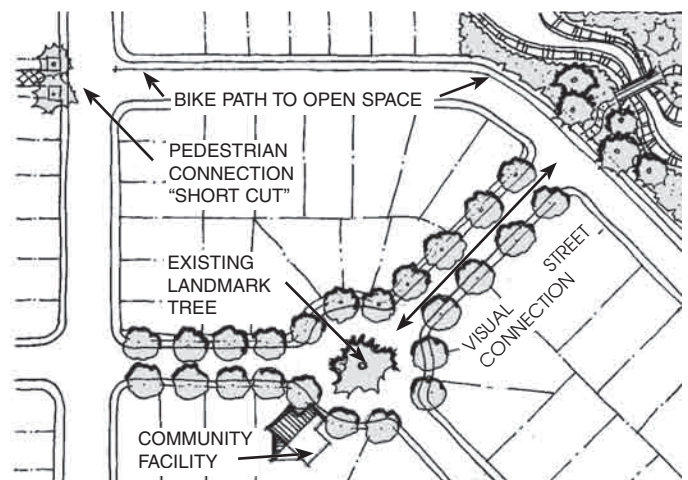 BIKE PATH TO OPEN SPACE
PEDESTRIAN
CONNECTION
“SHORT CUT”
EXISTING
LANDMARK
TREE
STREET
VISUAL
CONNECTION
COMMUNITY
FACILITY